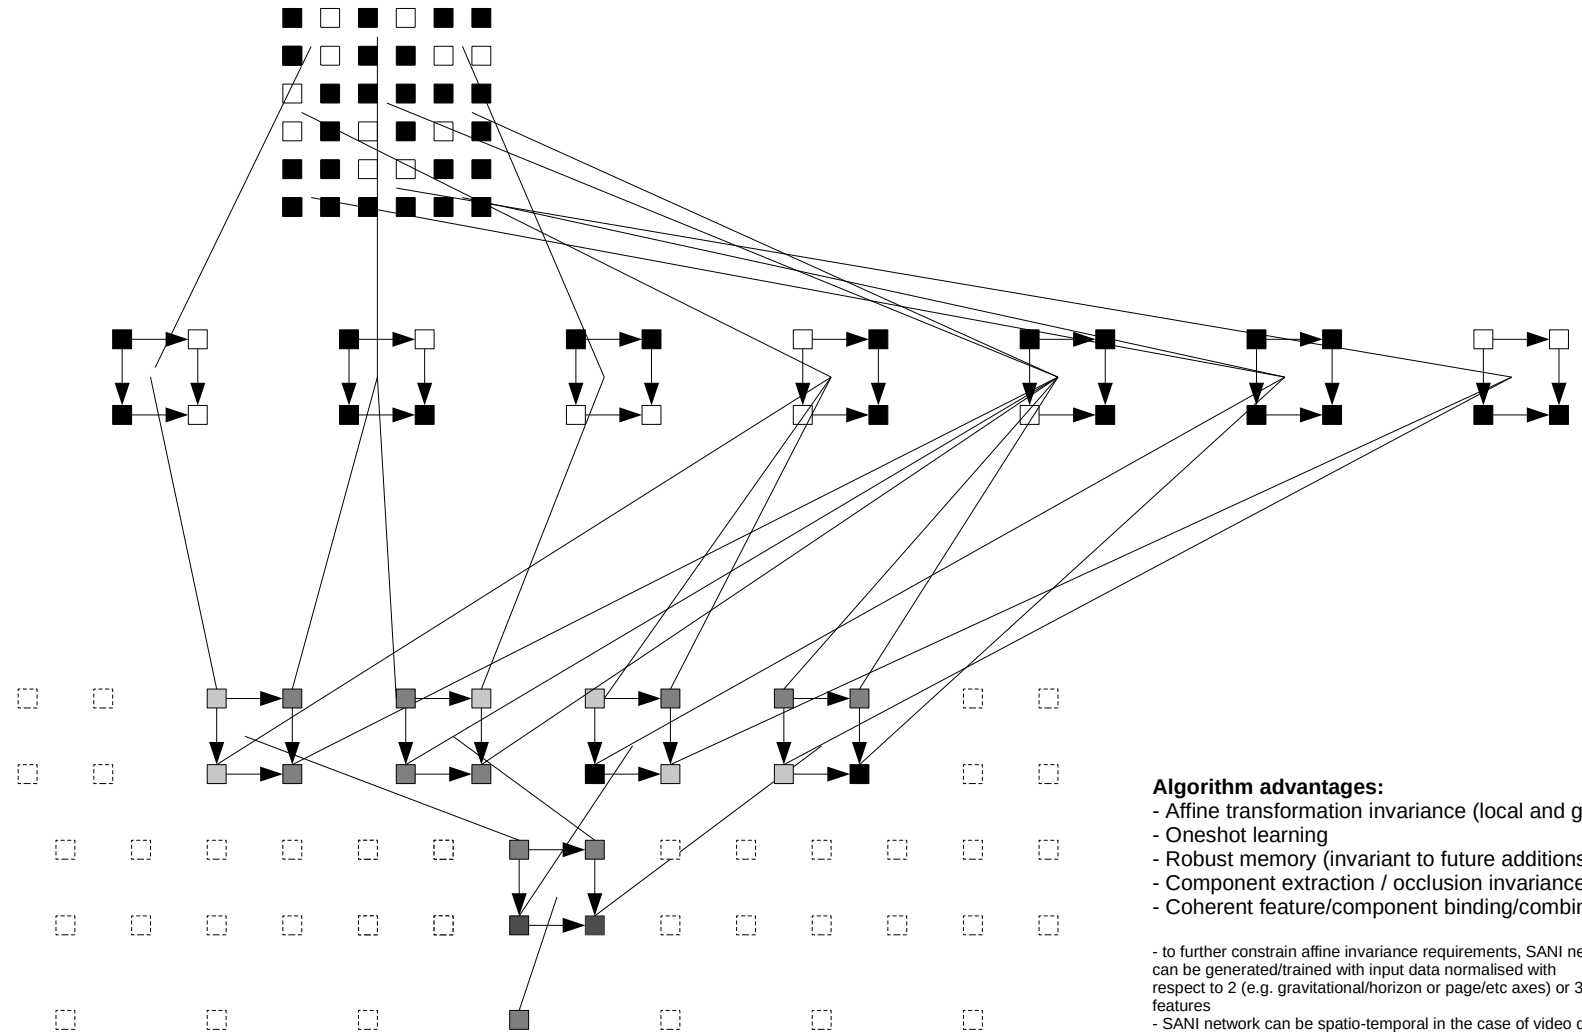 Algorithm advantages:
- Affine transformation invariance (local and g
- Oneshot learning
- Robust memory (invariant to future additions
- Component extraction / occlusion invariance
- Coherent feature/component binding/combin
- to further constrain affine invariance requirements, SANI ne
can be generated/trained with input data normalised with
respect to 2 (e.g. gravitational/horizon or page/etc axes) or 3
features
- SANI network can be spatio-temporal in the case of video d